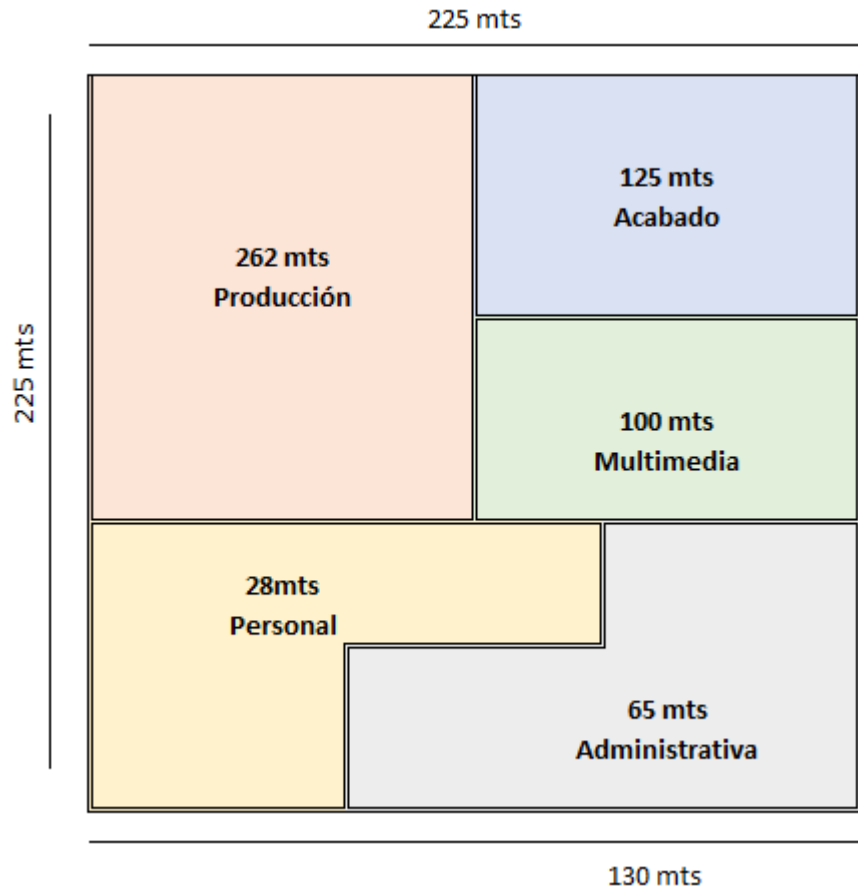 225 mts
225 mts
262 mts
Producción
125 mts
Acabado
100 mts
Multimedia
28mts
Personal
65 mts
Administrativa
130 mts